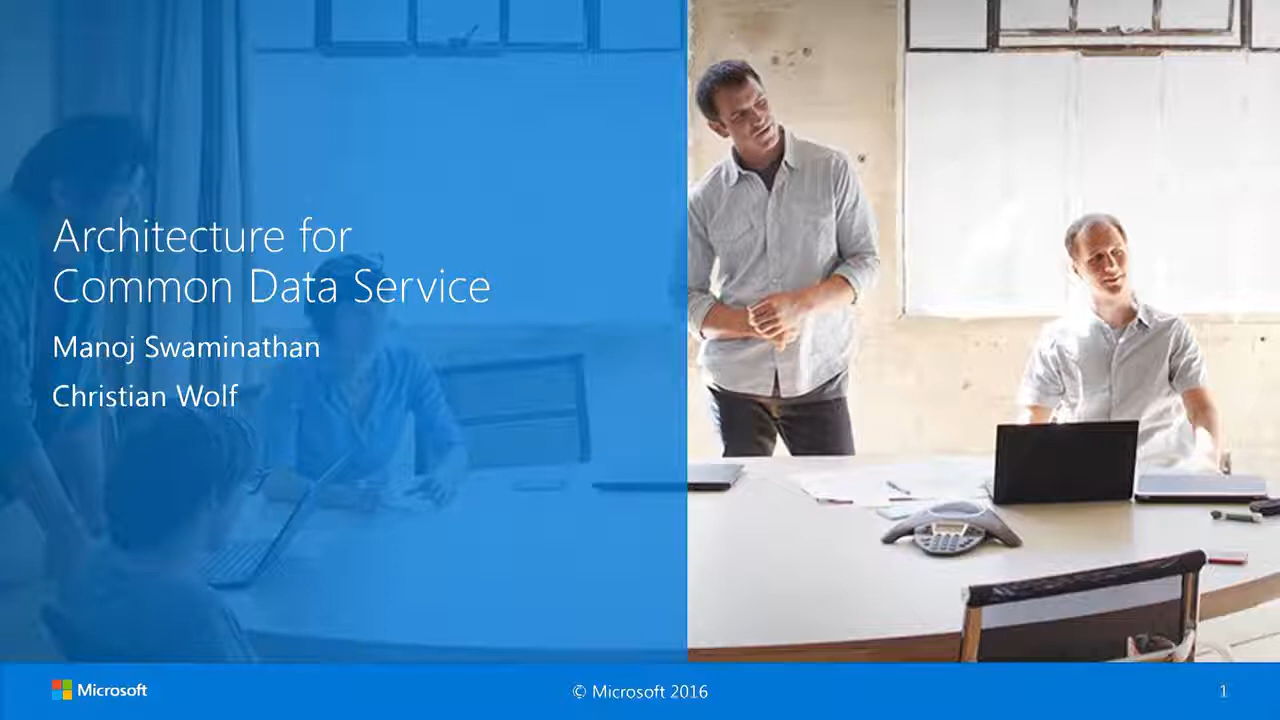 Architecture for
Common Data Service
Manoj Swaminathan
Christian Wolf
Microsoft
© Microsoft 2016
1